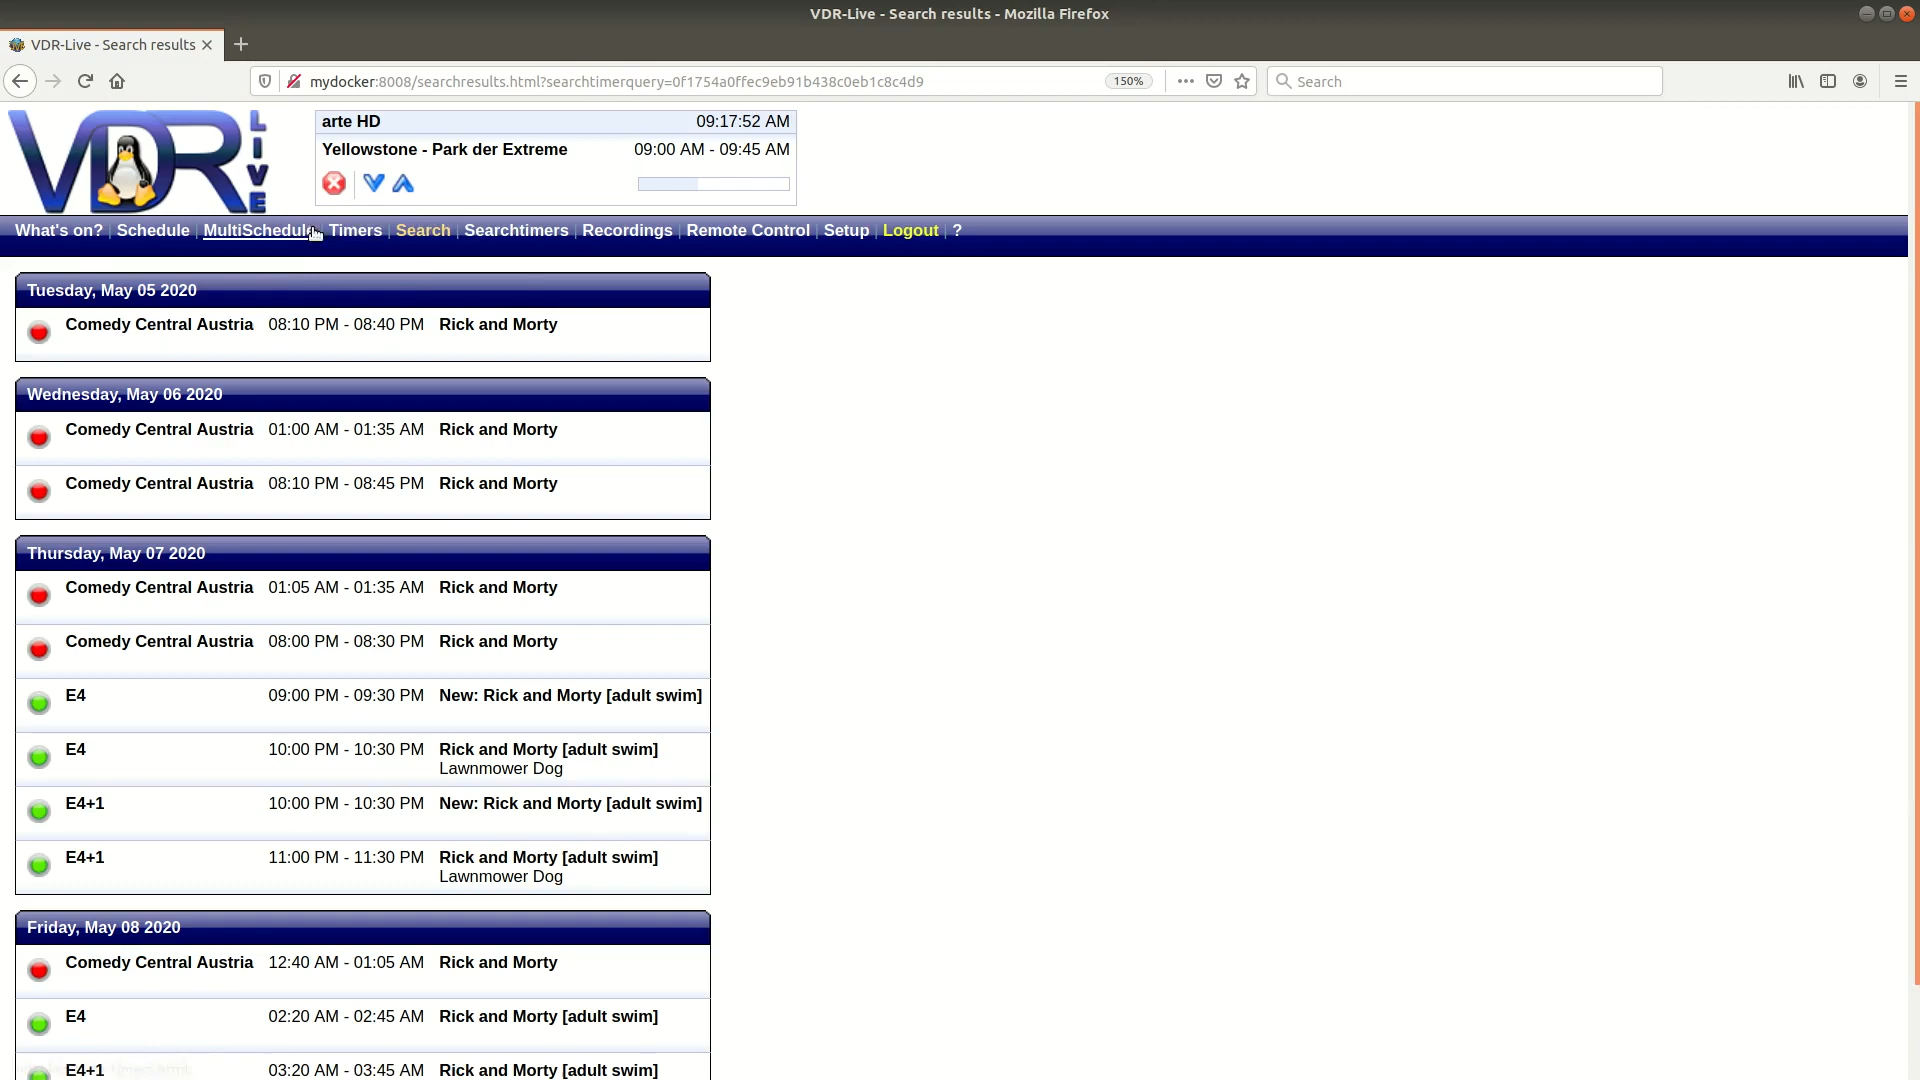 VDR-Live - Search results - Mozilla Firefox
VDR-Live - Search results
mydocker:8008/searchresults.html?searchtimerquery=0f1754a0ffec9eb91b438c0eb1c8c4d9
150%
Search
VDR LIVE
arte HD 09:17:52 AM
Yellowstone - Park der Extreme 09:00 AM - 09:45 AM
What's on? | Schedule | MultiSchedule | Timers | Search | Searchtimers | Recordings | Remote Control | Setup | Logout | ?
Tuesday, May 05 2020
Comedy Central Austria 08:10 PM - 08:40 PM Rick and Morty
Wednesday, May 06 2020
Comedy Central Austria 01:00 AM - 01:35 AM Rick and Morty
Comedy Central Austria 08:10 PM - 08:45 PM Rick and Morty
Thursday, May 07 2020
Comedy Central Austria 01:05 AM - 01:35 AM Rick and Morty
Comedy Central Austria 08:00 PM - 08:30 PM Rick and Morty
E4 09:00 PM - 09:30 PM New: Rick and Morty [adult swim]
E4 10:00 PM - 10:30 PM Rick and Morty [adult swim]
Lawnmower Dog
E4+1 10:00 PM - 10:30 PM New: Rick and Morty [adult swim]
E4+1 11:00 PM - 11:30 PM Rick and Morty [adult swim]
Lawnmower Dog
Friday, May 08 2020
Comedy Central Austria 12:40 AM - 01:05 AM Rick and Morty
E4 02:20 AM - 02:45 AM Rick and Morty [adult swim]
E4+1 03:20 AM - 03:45 AM Rick and Morty [adult swim]